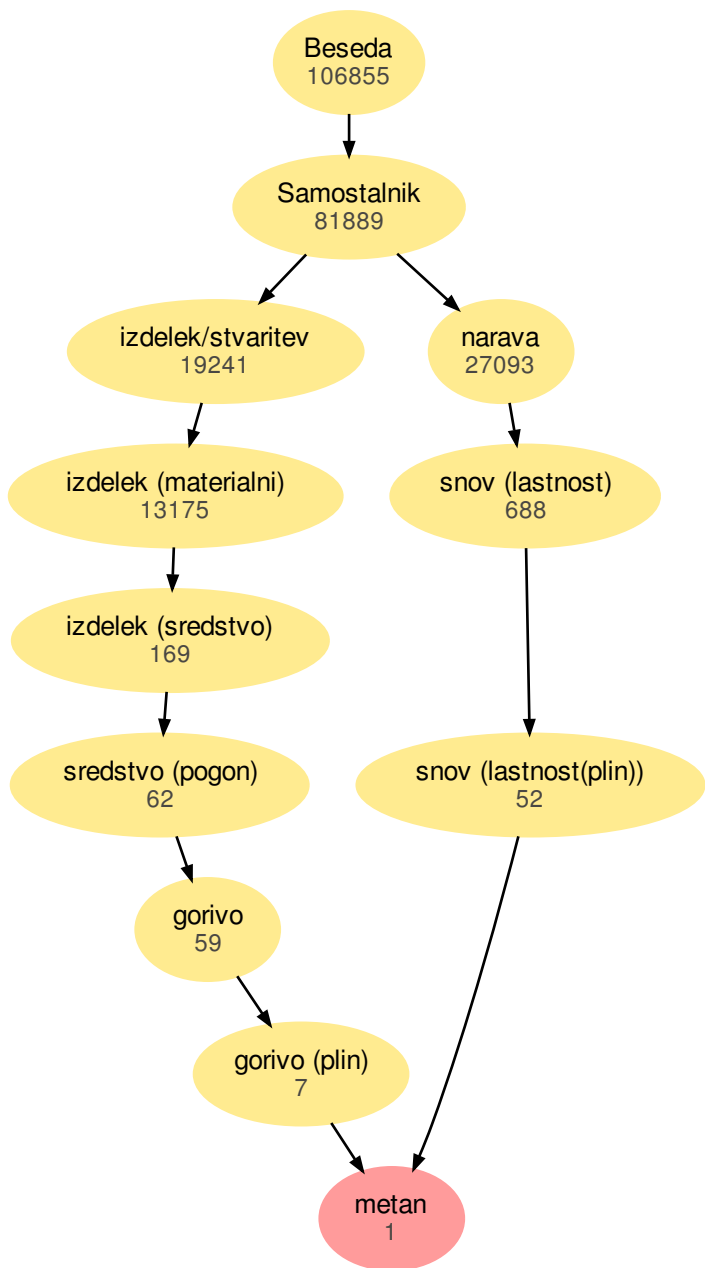 Beseda
106855
Samostalnik
81889
izdelek/stvaritev
19241
narava
27093
izdelek (materialni)
13175
snov (lastnost)
688
izdelek (sredstvo)
169
sredstvo (pogon)
62
snov (lastnost(plin))
52
gorivo
59
gorivo (plin)
7
metan
1